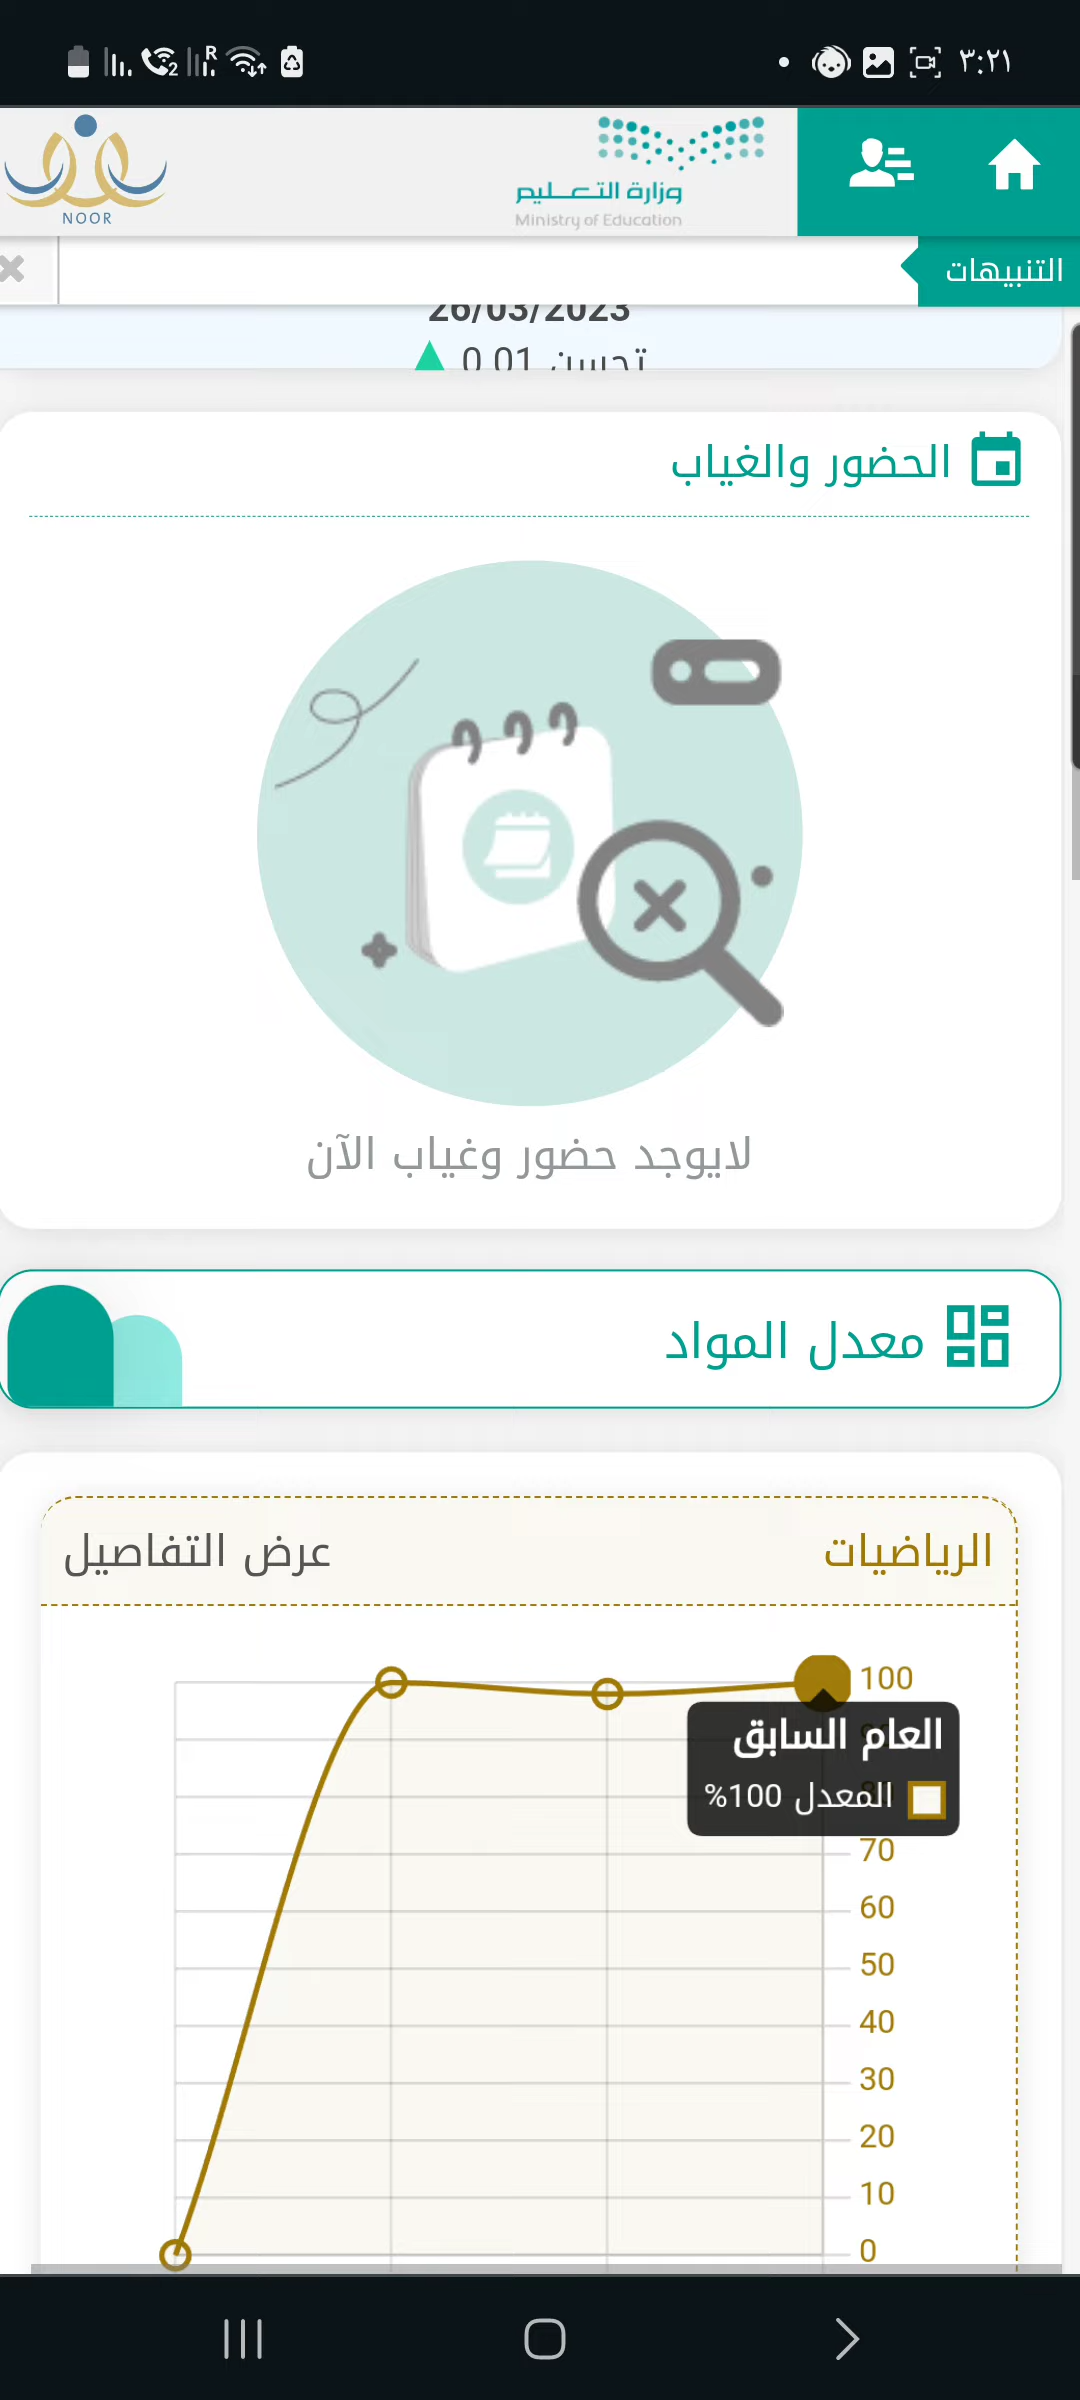 ٣:٢١
R
2
NOOR
وزارة التعليم
Ministry of Education
التنبيهات
26/03/2023
تحسن 0.01
الحضور والغياب
لايوجد حضور وغياب الآن
معدل المواد
الرياضيات
عرض التفاصيل
100
العام السابق
المعدل 100%
70
60
50
40
30
20
10
0